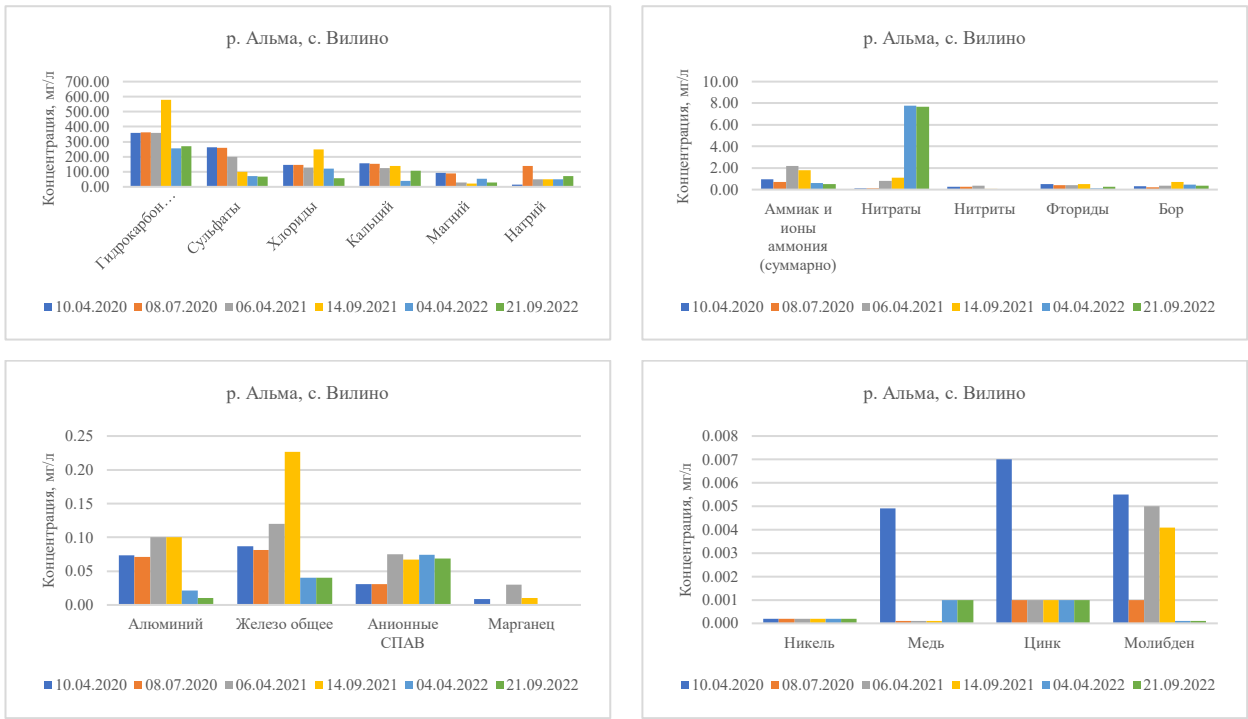 р. Альма, с. Вилино
Концентрация, мг/л
700.00
600.00
500.00
400.00
300.00
200.00
100.00
0.00
Гидрокарбон…
Сульфаты
Хлориды
Кальций
Магний
Натрий
10.04.2020 08.07.2020 06.04.2021 14.09.2021 04.04.2022 21.09.2022
р. Альма, с. Вилино
Концентрация, мг/л
10.00
8.00
6.00
4.00
2.00
0.00
Аммиак и
ионы
аммония
(суммарно)
Нитраты
Нитриты
Фториды
Бор
10.04.2020 08.07.2020 06.04.2021 14.09.2021 04.04.2022 21.09.2022
р. Альма, с. Вилино
Концентрация, мг/л
0.25
0.20
0.15
0.10
0.05
0.00
Алюминий
Железо общее
Анионные
СПАВ
Марганец
10.04.2020 08.07.2020 06.04.2021 14.09.2021 04.04.2022 21.09.2022
р. Альма, с. Вилино
Концентрация, мг/л
0.008
0.007
0.006
0.005
0.004
0.003
0.002
0.001
0.000
Никель
Медь
Цинк
Молибден
10.04.2020 08.07.2020 06.04.2021 14.09.2021 04.04.2022 21.09.2022